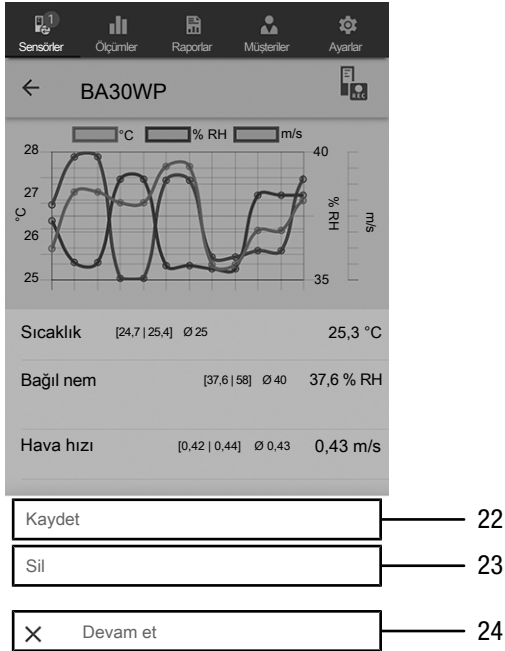 1
Sensörler Ölçümler Raporlar Müşteriler Ayarlar
BA30WP
REC
°C % RH m/s
28 40
27
26
25 35
°C
% RH
m/s
Sıcaklık [24,7 | 25,4] Ø 25 25,3 °C
Bağıl nem [37,6 | 58] Ø 40 37,6 % RH
Hava hızı [0,42 | 0,44] Ø 0,43 0,43 m/s
Kaydet 22
Sil 23
Devam et 24